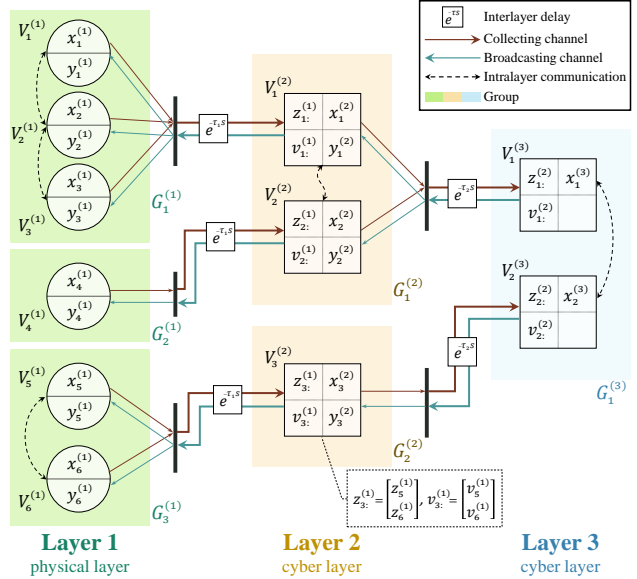 e^{-τs} Interlayer delay
Collecting channel
Broadcasting channel
Intralayer communication
Group
V_1^{(1)}
x_1^{(1)}
y_1^{(1)}
V_2^{(1)}
x_2^{(1)}
y_2^{(1)}
V_3^{(1)}
x_3^{(1)}
y_3^{(1)}
G_1^{(1)}
e^{-τ_1s}
V_4^{(1)}
x_4^{(1)}
y_4^{(1)}
G_2^{(1)}
e^{-τ_1s}
V_5^{(1)}
x_5^{(1)}
y_5^{(1)}
V_6^{(1)}
x_6^{(1)}
y_6^{(1)}
G_3^{(1)}
e^{-τ_1s}
V_1^{(2)}
z_{1:}^{(1)} x_1^{(2)}
v_{1:}^{(1)} y_1^{(2)}
V_2^{(2)}
z_{2:}^{(1)} x_2^{(2)}
v_{2:}^{(1)} y_2^{(2)}
G_1^{(2)}
e^{-τ_2s}
V_3^{(2)}
z_{3:}^{(1)} x_3^{(2)}
v_{3:}^{(1)} y_3^{(2)}
G_2^{(2)}
e^{-τ_2s}
z_{3:}^{(1)} = [z_5^{(1)} z_6^{(1)}], v_{3:}^{(1)} = [v_5^{(1)} v_6^{(1)}]
V_1^{(3)}
z_{1:}^{(2)} x_1^{(3)}
v_{1:}^{(2)}
V_2^{(3)}
z_{2:}^{(2)} x_2^{(3)}
v_{2:}^{(2)}
G_1^{(3)}
Layer 1
physical layer
Layer 2
cyber layer
Layer 3
cyber layer